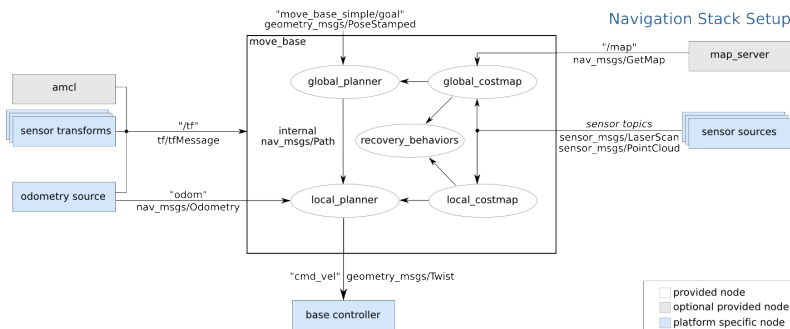 Navigation Stack Setup
"move_base_simple/goal"
geometry_msgs/PoseStamped
move_base
"/map"
nav_msgs/GetMap
map_server
global_planner
global_costmap
amcl
sensor transforms
"/tf"
tf/tfMessage
internal
nav_msgs/Path
recovery_behaviors
sensor topics
sensor_msgs/LaserScan
sensor_msgs/PointCloud
sensor sources
odometry source
"odom"
nav_msgs/Odometry
local_planner
local_costmap
"cmd_vel" geometry_msgs/Twist
base controller
provided node
optional provided node
platform specific node